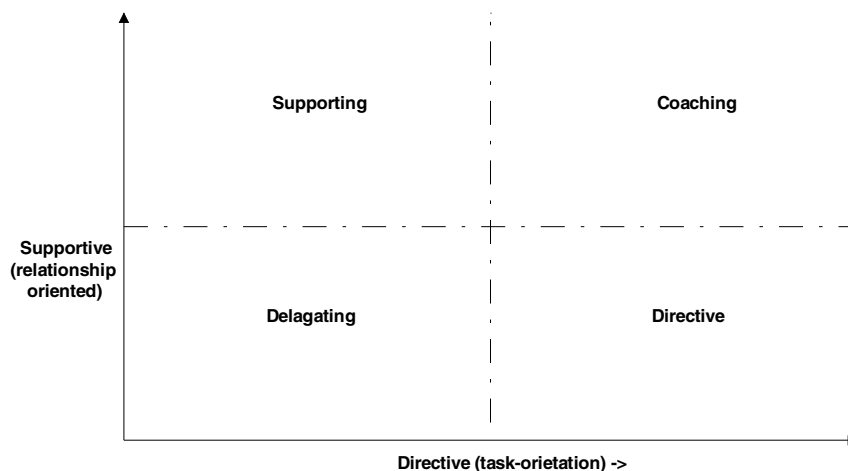 Supporting
Coaching
Supportive
(relationship
oriented)
Delagating
Directive
Directive (task-orietation) ->